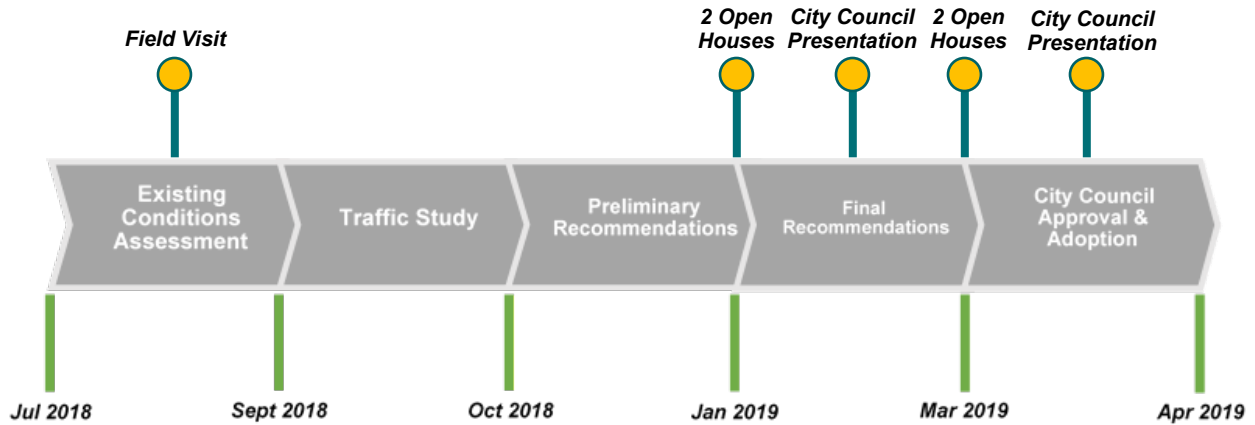 Field Visit
2 Open
Houses
City Council
Presentation
2 Open
Houses
City Council
Presentation
Existing
Conditions
Assessment
Traffic Study
Preliminary
Recommendations
Final
Recommendations
City Council
Approval &
Adoption
Jul 2018
Sept 2018
Oct 2018
Jan 2019
Mar 2019
Apr 2019